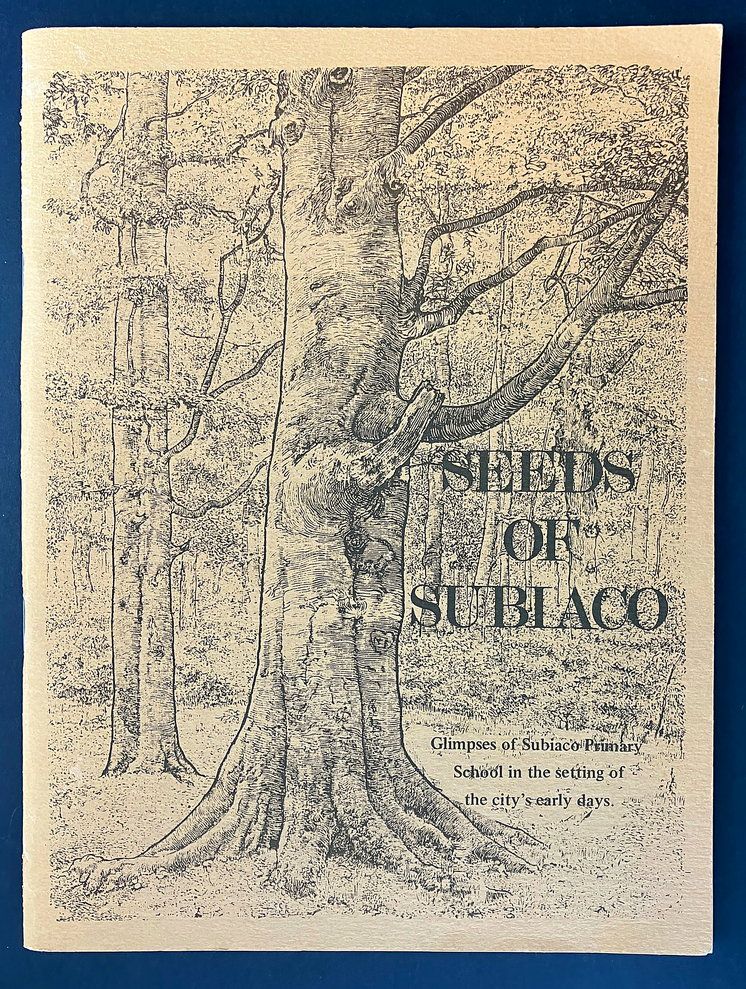 SEEDS
OF
SUBIACO
Glimpses of Subiaco Primary
School in the setting of
the city's early days.